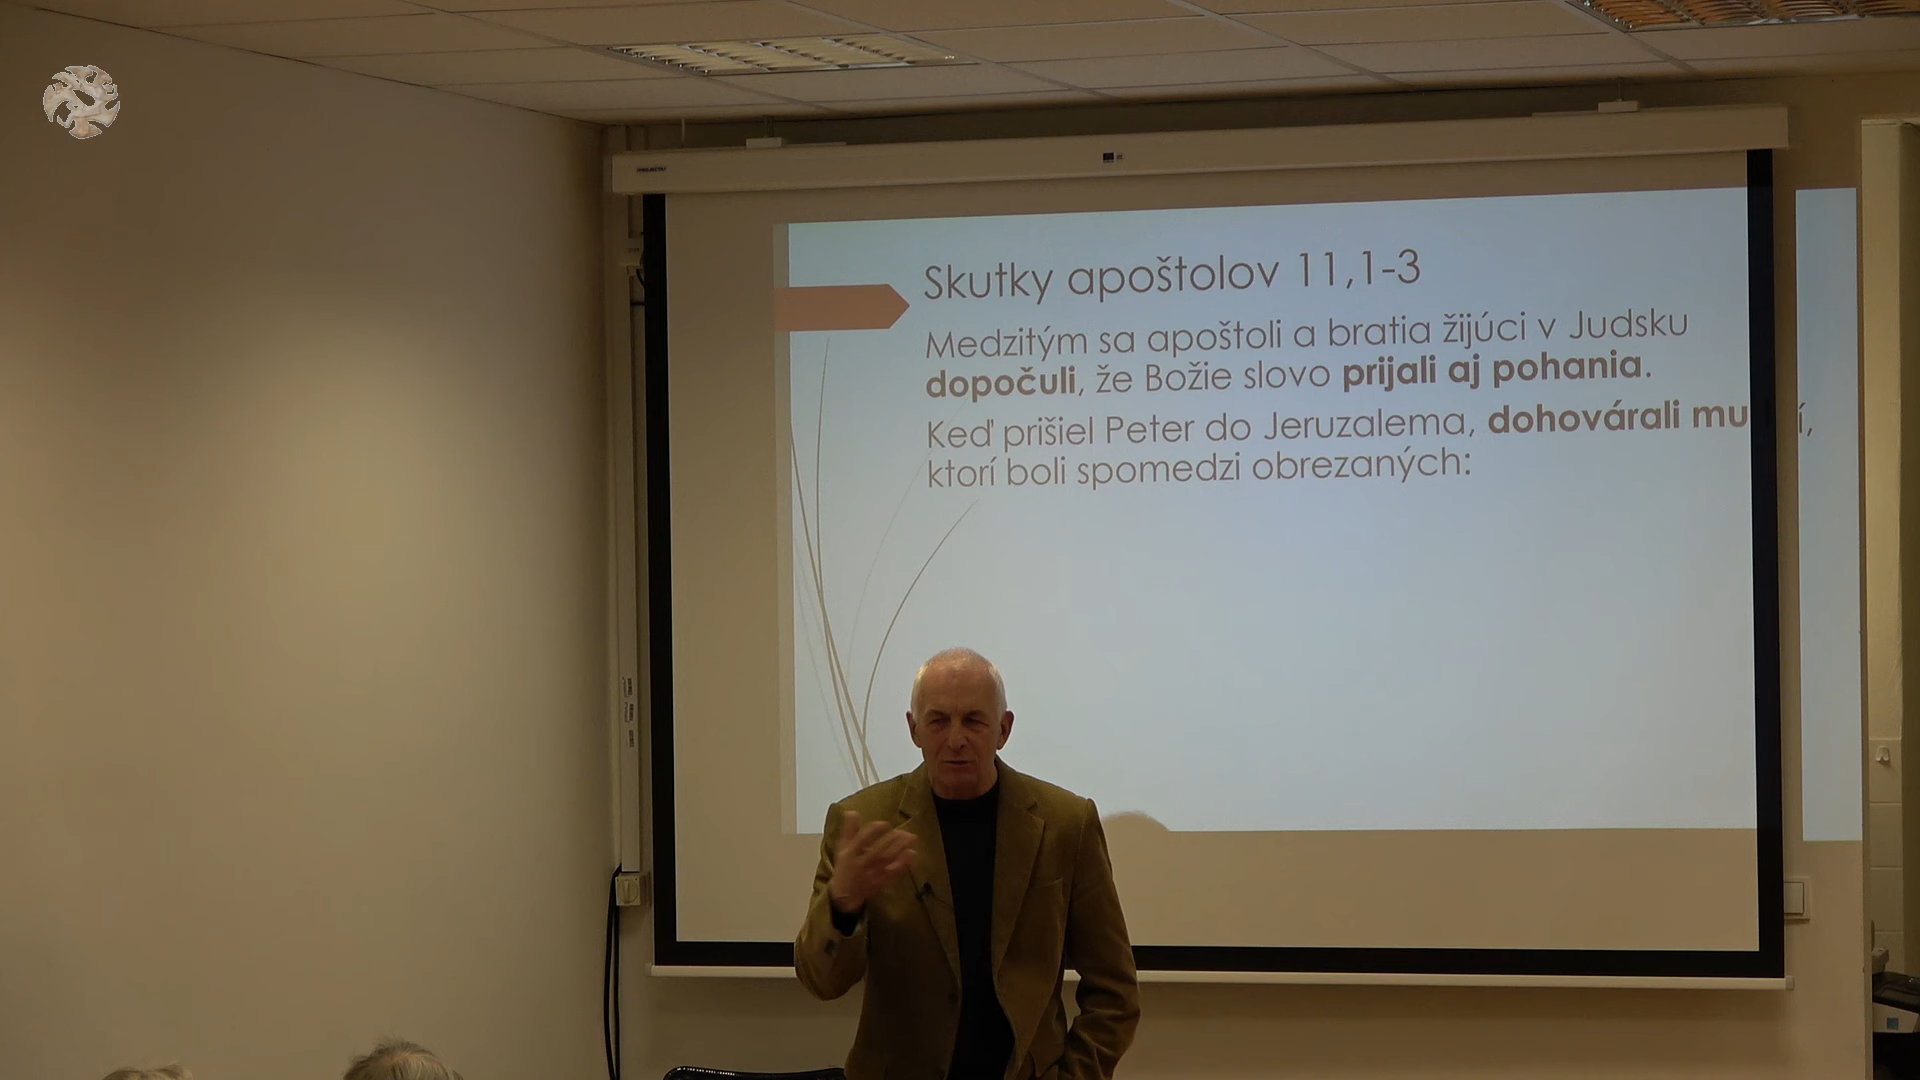 PROJECTA
Skutky apoštolov 11,1-3
Medzitým sa apoštoli a bratia žijúci v Judsku
dopočuli, že Božie slovo prijali aj pohania.
Keď prišiel Peter do Jeruzalema, dohovárali mu í,
ktorí boli spomedzi obrezaných: